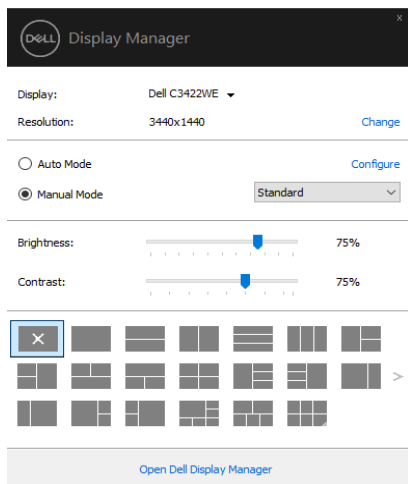 x
DELL Display Manager
Display: Dell C3422WE
Resolution: 3440x1440 Change
Auto Mode Configure
Manual Mode Standard
Brightness: 75%
Contrast: 75%
Open Dell Display Manager